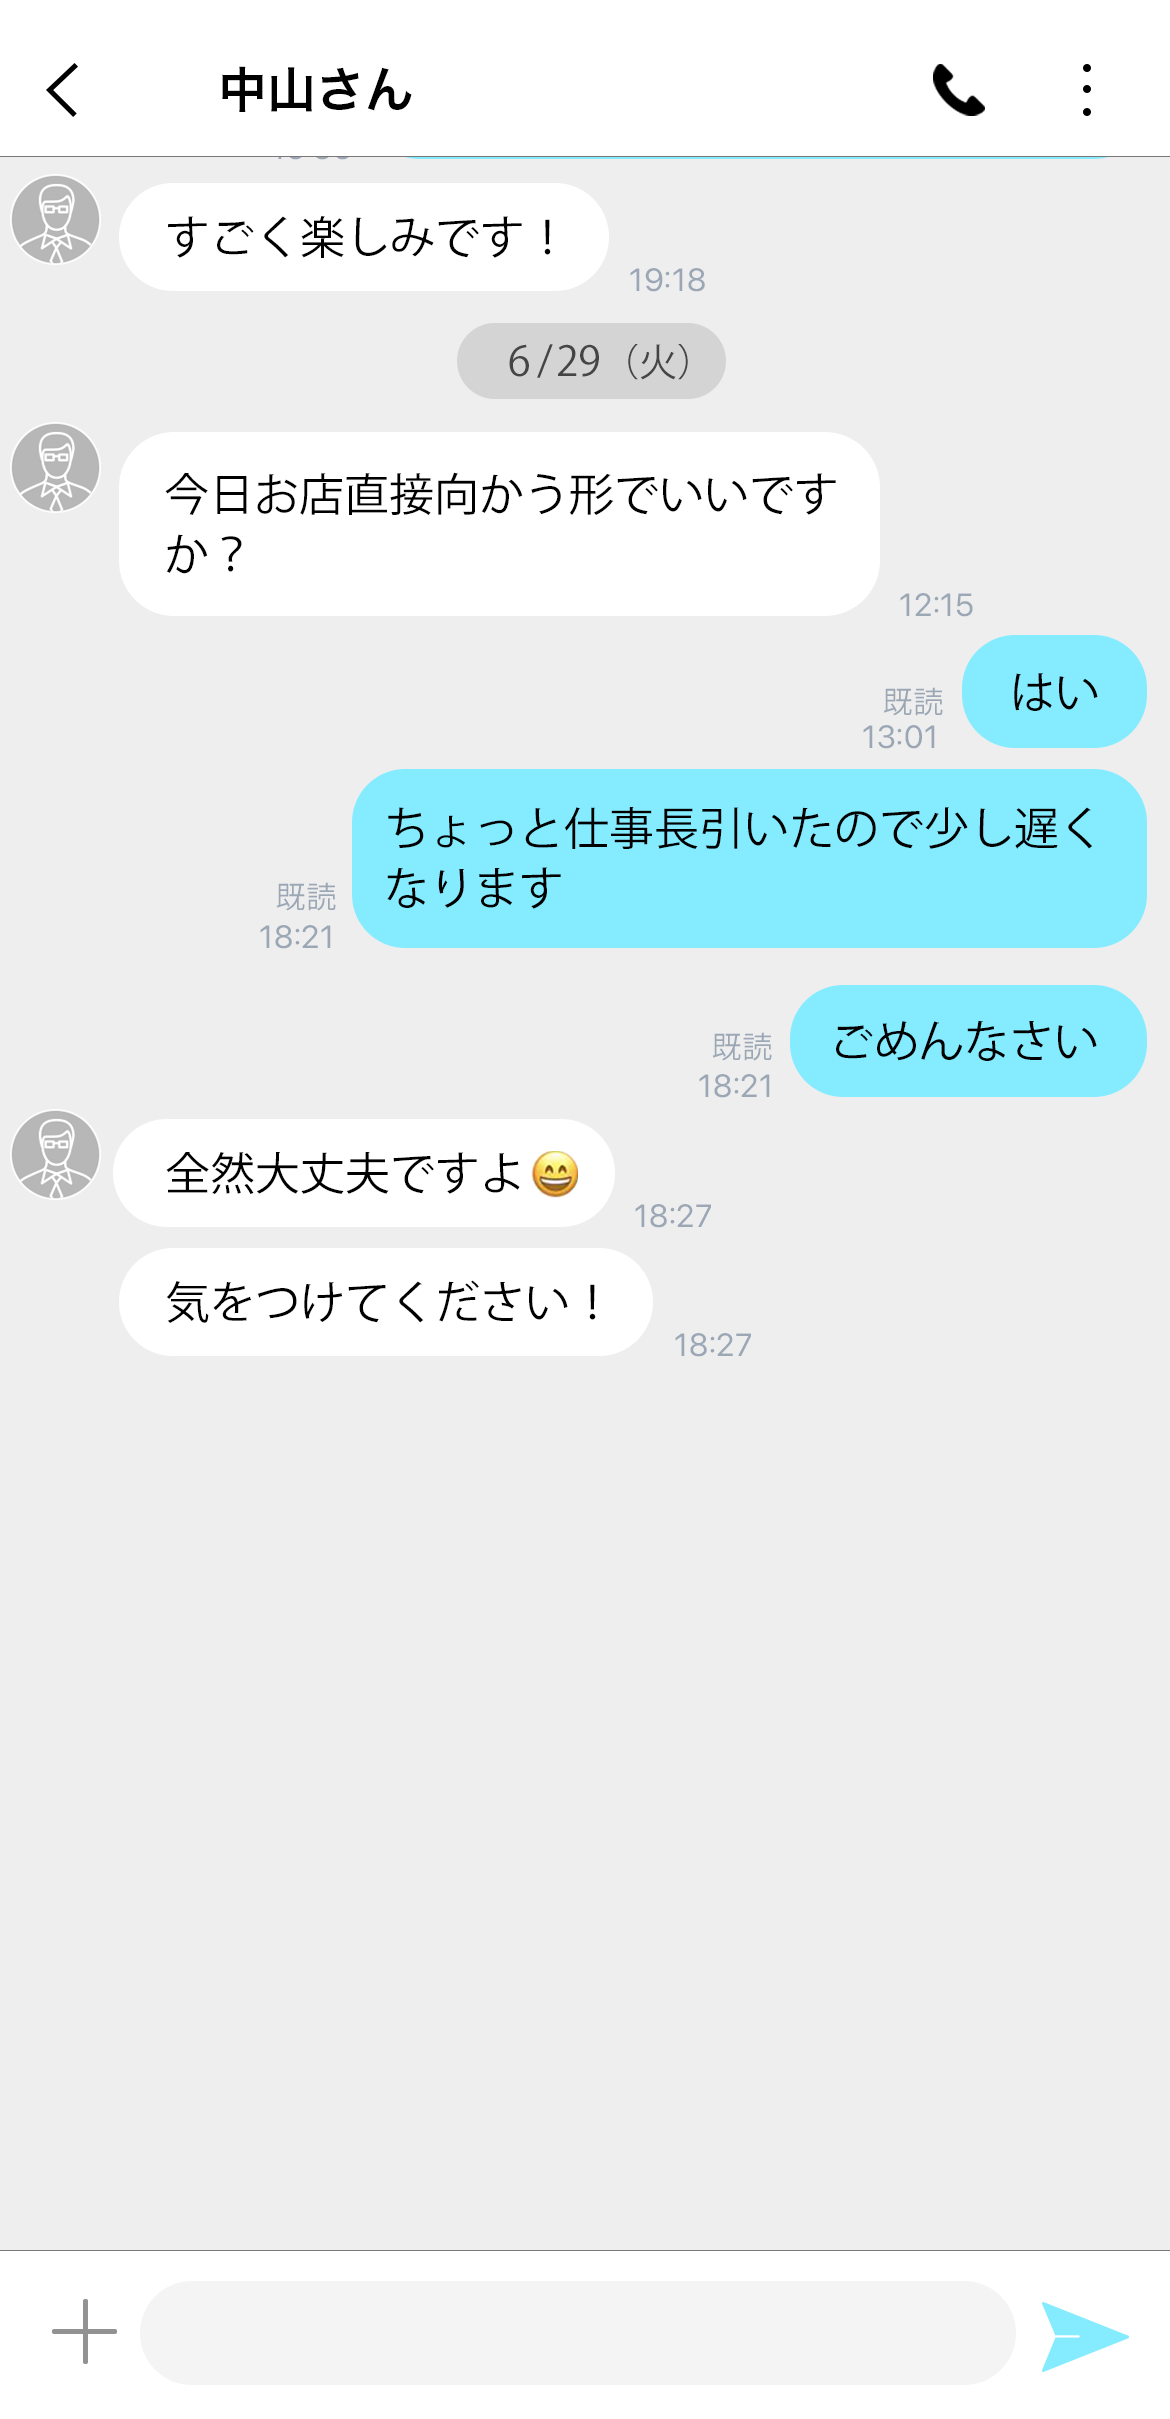 中山さん
すごく楽しみです！
19:18
6/29（火）
今日お店直接向かう形でいいです
か？
12:15
はい
既読
13:01
ちょっと仕事長引いたので少し遅く
なります
既読
18:21
ごめんなさい
既読
18:21
全然大丈夫ですよ😄
18:27
気をつけてください！
18:27